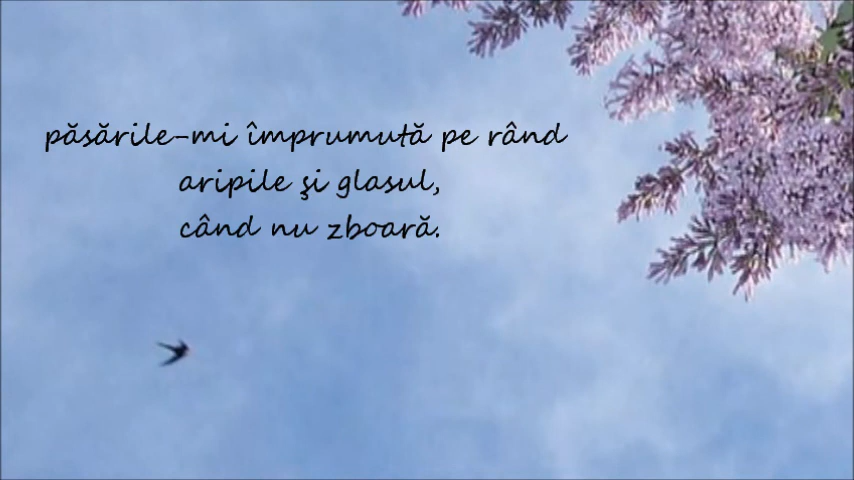 păsările-mi împrumută pe rând
aripile şi glasul,
când nu zboară.